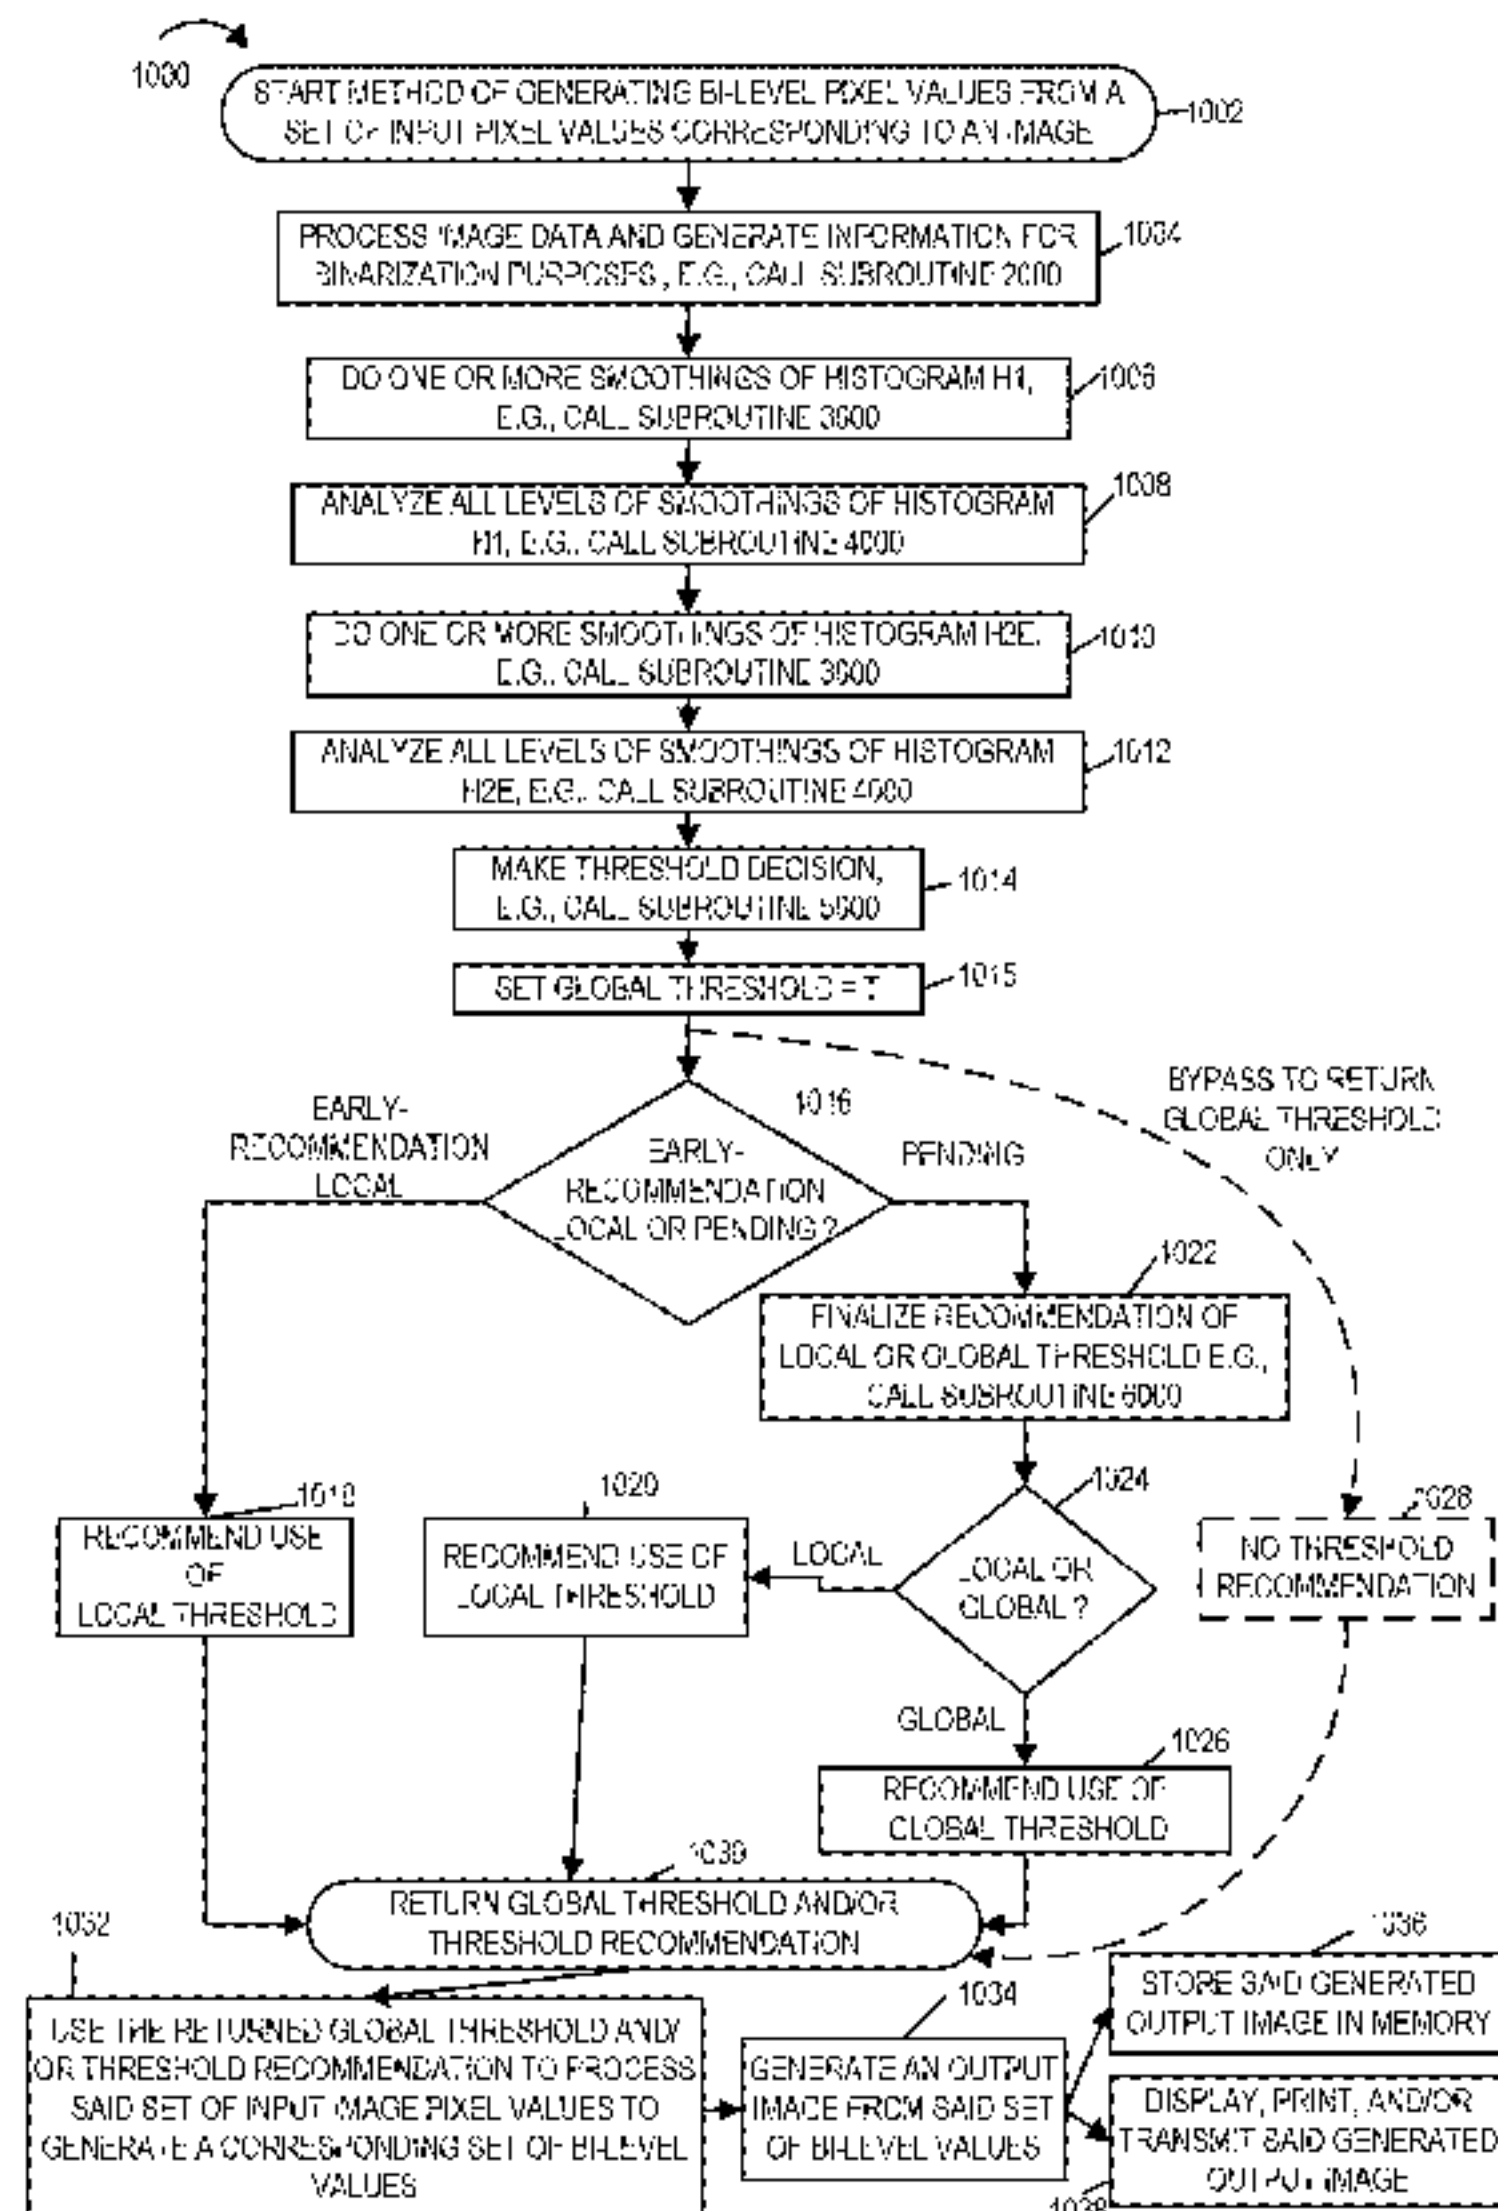 1000
START METHOD OF GENERATING BI-LEVEL PIXEL VALUES FROM A
SET OF INPUT PIXEL VALUES CORRESPONDING TO AN IMAGE
1002
PROCESS IMAGE DATA AND GENERATE INFORMATION FOR
BINARIZATION PURPOSES, E.G., CALL SUBROUTINE 2000
1004
DO ONE OR MORE SMOOTHINGS OF HISTOGRAM H1,
E.G., CALL SUBROUTINE 3000
1006
ANALYZE ALL LEVELS OF SMOOTHINGS OF HISTOGRAM
H1, E.G., CALL SUBROUTINE 4000
1008
DO ONE OR MORE SMOOTHINGS OF HISTOGRAM H2E,
E.G., CALL SUBROUTINE 3000
1010
ANALYZE ALL LEVELS OF SMOOTHINGS OF HISTOGRAM
H2E, E.G., CALL SUBROUTINE 4000
1012
MAKE THRESHOLD DECISION,
E.G., CALL SUBROUTINE 5000
1014
SET GLOBAL THRESHOLD = T
1015
BYPASS TO RETURN
GLOBAL THRESHOLD
ONLY
1016
EARLY-
RECOMMENDATION
LOCAL
EARLY-
RECOMMENDATION
LOCAL OR PENDING ?
PENDING
1022
FINALIZE RECOMMENDATION OF
LOCAL OR GLOBAL THRESHOLD E.G.,
CALL SUBROUTINE 6000
1018
RECOMMEND USE
OF
LOCAL THRESHOLD
1020
RECOMMEND USE OF
LOCAL THRESHOLD
LOCAL
1024
LOCAL OR
GLOBAL ?
1028
NO THRESHOLD
RECOMMENDATION
GLOBAL
1026
RECOMMEND USE OF
GLOBAL THRESHOLD
1030
RETURN GLOBAL THRESHOLD AND/OR
THRESHOLD RECOMMENDATION
1032
USE THE RETURNED GLOBAL THRESHOLD AND/
OR THRESHOLD RECOMMENDATION TO PROCESS
SAID SET OF INPUT IMAGE PIXEL VALUES TO
GENERATE A CORRESPONDING SET OF BI-LEVEL
VALUES
1034
GENERATE AN OUTPUT
IMAGE FROM SAID SET
OF BI-LEVEL VALUES
1036
STORE SAID GENERATED
OUTPUT IMAGE IN MEMORY
DISPLAY, PRINT, AND/OR
TRANSMIT SAID GENERATED
OUTPUT IMAGE
1038